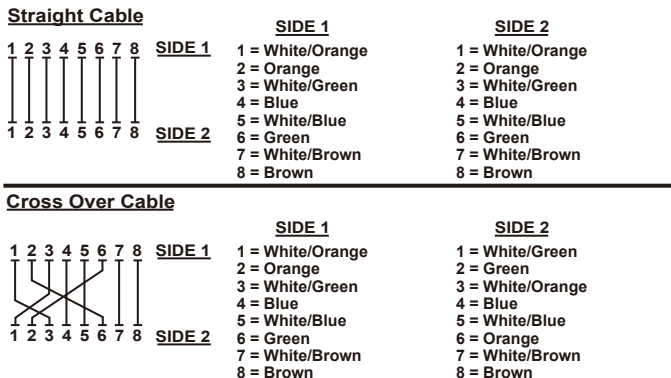 Straight Cable
1 2 3 4 5 6 7 8 SIDE 1
1 2 3 4 5 6 7 8 SIDE 2
SIDE 1
1 = White/Orange
2 = Orange
3 = White/Green
4 = Blue
5 = White/Blue
6 = Green
7 = White/Brown
8 = Brown
SIDE 2
1 = White/Orange
2 = Orange
3 = White/Green
4 = Blue
5 = White/Blue
6 = Green
7 = White/Brown
8 = Brown
Cross Over Cable
1 2 3 4 5 6 7 8 SIDE 1
1 2 3 4 5 6 7 8 SIDE 2
SIDE 1
1 = White/Orange
2 = Orange
3 = White/Green
4 = Blue
5 = White/Blue
6 = Green
7 = White/Brown
8 = Brown
SIDE 2
1 = White/Green
2 = Green
3 = White/Orange
4 = Blue
5 = White/Blue
6 = Orange
7 = White/Brown
8 = Brown